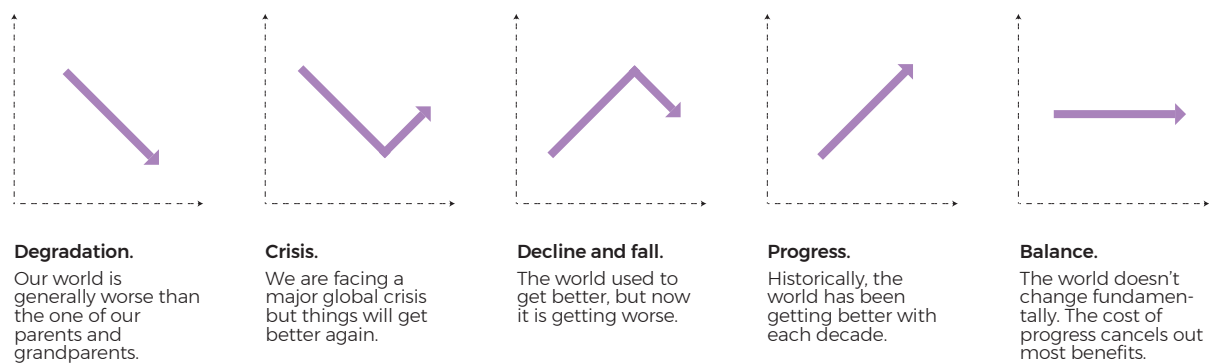 Degradation.
Our world is
generally worse than
the one of our
parents and
grandparents.
Crisis.
We are facing a
major global crisis
but things will get
better again.
Decline and fall.
The world used to
get better, but now
it is getting worse.
Progress.
Historically, the
world has been
getting better with
each decade.
Balance.
The world doesn’t
change fundamen-
tally. The cost of
progress cancels out
most benefits.